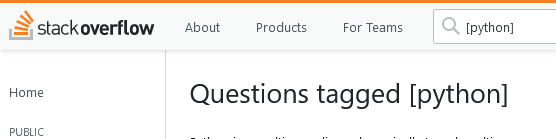 stackoverflow About Products For Teams [python]
Home
Questions tagged [python]
PUBLIC